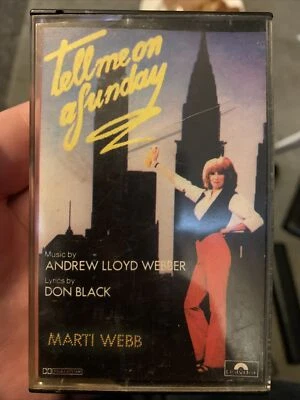 Tell me on
a Sunday
Music by
ANDREW LLOYD WEBBER
Lyrics by
DON BLACK
MARTI WEBB